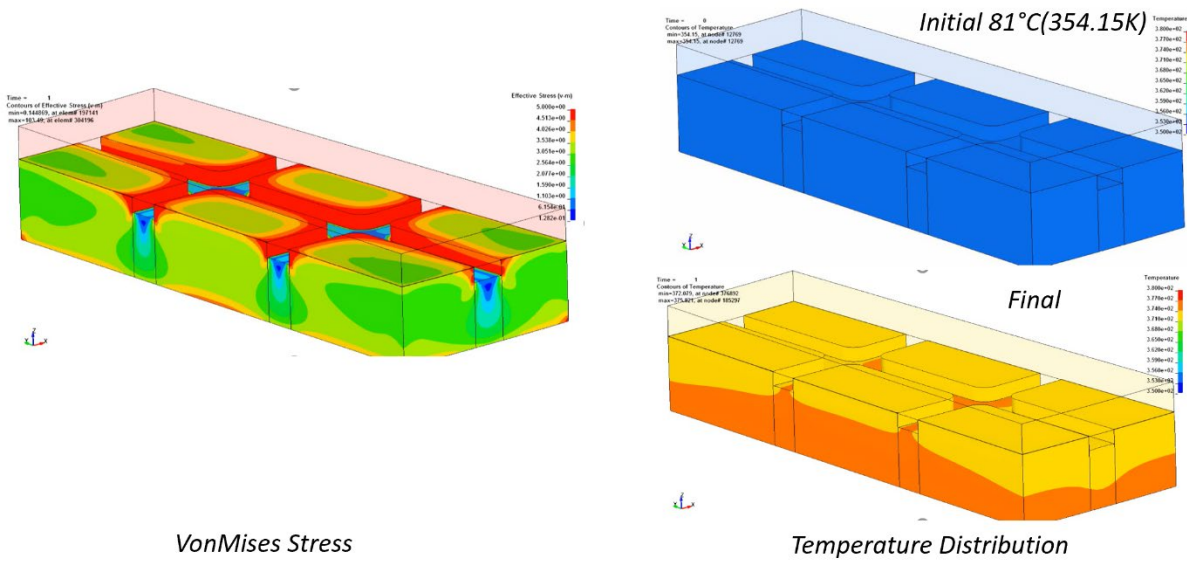 Time = 1
Contours of Effective Stress (v-m)
min=0.144069, at elem# 197141
max=183.49, at elem# 304196
Effective Stress (v-m)
5.000e+00
4.513e+00
4.026e+00
3.538e+00
3.051e+00
2.564e+00
2.077e+00
1.590e+00
1.103e+00
6.154e-01
1.282e-01
Z
X
VonMises Stress
Time = 0
Contours of Temperature
min=354.15, at node# 12769
max=354.15, at node# 12769
Initial 81°C(354.15K)
Temperature
3.800e+02
3.770e+02
3.740e+02
3.710e+02
3.680e+02
3.650e+02
3.620e+02
3.590e+02
3.560e+02
3.530e+02
3.500e+02
Z
X
Time = 1
Contours of Temperature
Final
Temperature
3.800e+02
3.770e+02
3.740e+02
3.710e+02
3.680e+02
3.650e+02
3.620e+02
3.590e+02
3.560e+02
3.530e+02
3.500e+02
Z
X
Temperature Distribution